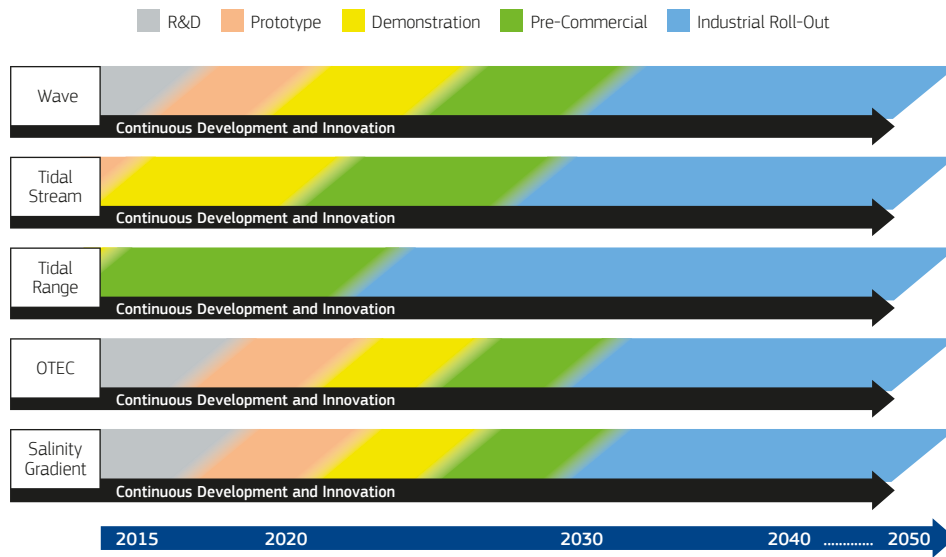 R&D Prototype Demonstration Pre-Commercial Industrial Roll-Out
Wave
Continuous Development and Innovation
Tidal
Stream
Continuous Development and Innovation
Tidal
Range
Continuous Development and Innovation
OTEC
Continuous Development and Innovation
Salinity
Gradient
Continuous Development and Innovation
2015 2020 2030 2040 ............. 2050